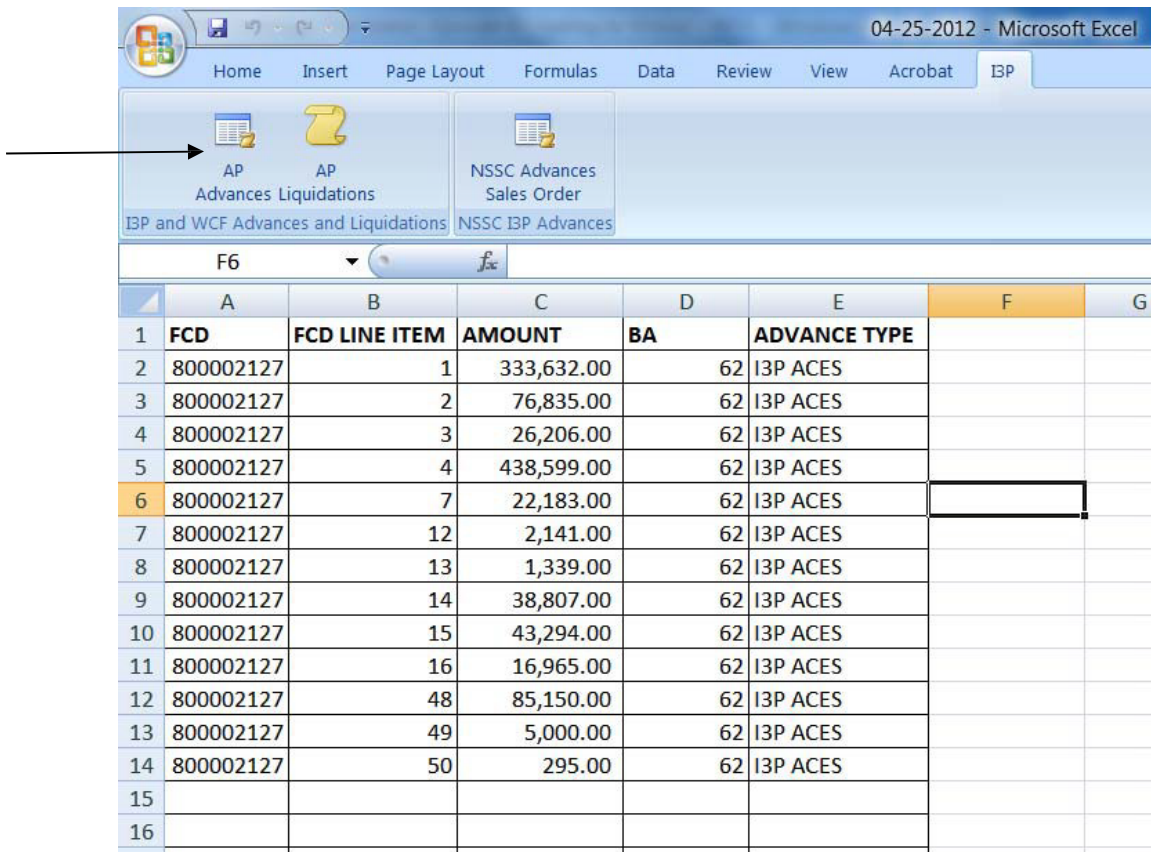 04-25-2012 - Microsoft Excel
Home Insert Page Layout Formulas Data Review View Acrobat I3P
AP Advances
AP Liquidations
NSSC Advances Sales Order
I3P and WCF Advances and Liquidations NSSC I3P Advances
F6 fx
A B C D E F G
1 FCD FCD LINE ITEM AMOUNT BA ADVANCE TYPE
2 800002127 1 333,632.00 62 I3P ACES
3 800002127 2 76,835.00 62 I3P ACES
4 800002127 3 26,206.00 62 I3P ACES
5 800002127 4 438,599.00 62 I3P ACES
6 800002127 7 22,183.00 62 I3P ACES
7 800002127 12 2,141.00 62 I3P ACES
8 800002127 13 1,339.00 62 I3P ACES
9 800002127 14 38,807.00 62 I3P ACES
10 800002127 15 43,294.00 62 I3P ACES
11 800002127 16 16,965.00 62 I3P ACES
12 800002127 48 85,150.00 62 I3P ACES
13 800002127 49 5,000.00 62 I3P ACES
14 800002127 50 295.00 62 I3P ACES
15
16